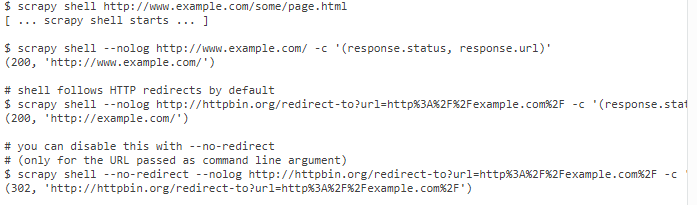 $ scrapy shell http://www.example.com/some/page.html
[ ... scrapy shell starts ... ]
$ scrapy shell --nolog http://www.example.com/ -c '(response.status, response.url)'
(200, 'http://www.example.com/')
# shell follows HTTP redirects by default
$ scrapy shell --nolog http://httpbin.org/redirect-to?url=http%3A%2F%2Fexample.com%2F -c '(response.stat
(200, 'http://example.com/')
# you can disable this with --no-redirect
# (only for the URL passed as command line argument)
$ scrapy shell --no-redirect --nolog http://httpbin.org/redirect-to?url=http%3A%2F%2Fexample.com%2F -c '
(302, 'http://httpbin.org/redirect-to?url=http%3A%2F%2Fexample.com%2F')